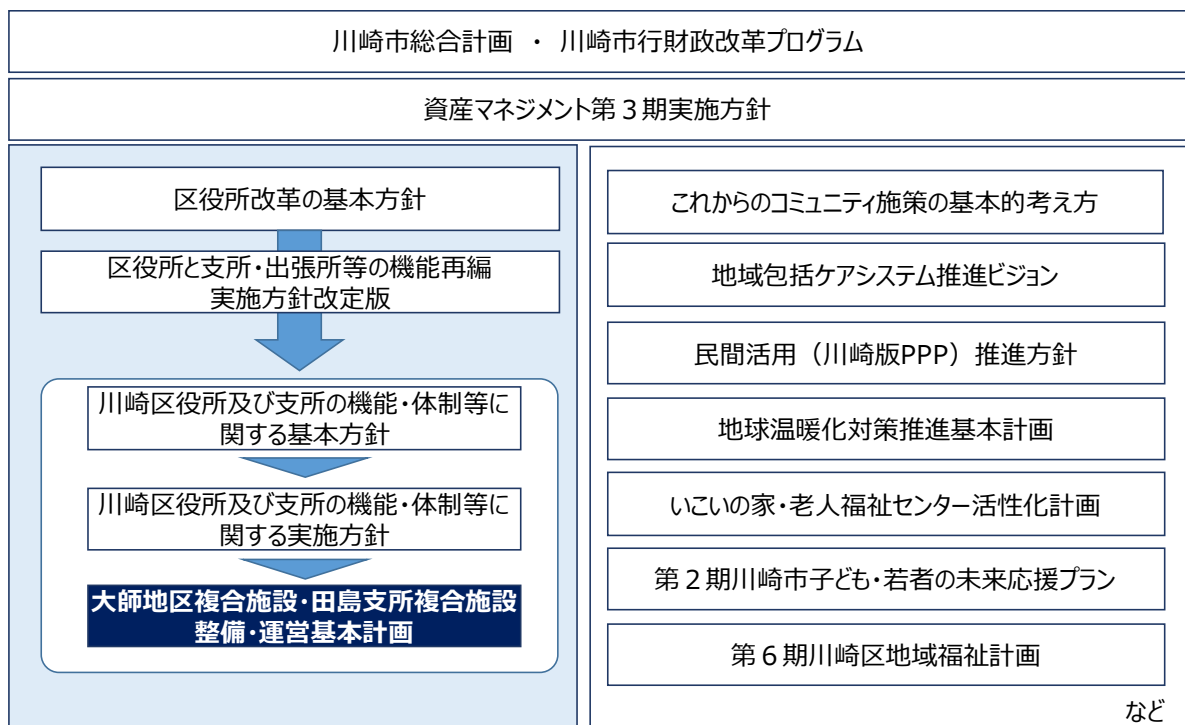 川崎市総合計画 ・ 川崎市行財政改革プログラム
資産マネジメント第３期実施方針
区役所改革の基本方針
区役所と支所・出張所等の機能再編
実施方針改定版
川崎区役所及び支所の機能・体制等に
関する基本方針
川崎区役所及び支所の機能・体制等に
関する実施方針
大師地区複合施設・田島支所複合施設
整備・運営基本計画
これからのコミュニティ施策の基本的考え方
地域包括ケアシステム推進ビジョン
民間活用（川崎版PPP）推進方針
地球温暖化対策推進基本計画
いこいの家・老人福祉センター活性化計画
第２期川崎市子ども・若者の未来応援プラン
第６期川崎区地域福祉計画
など